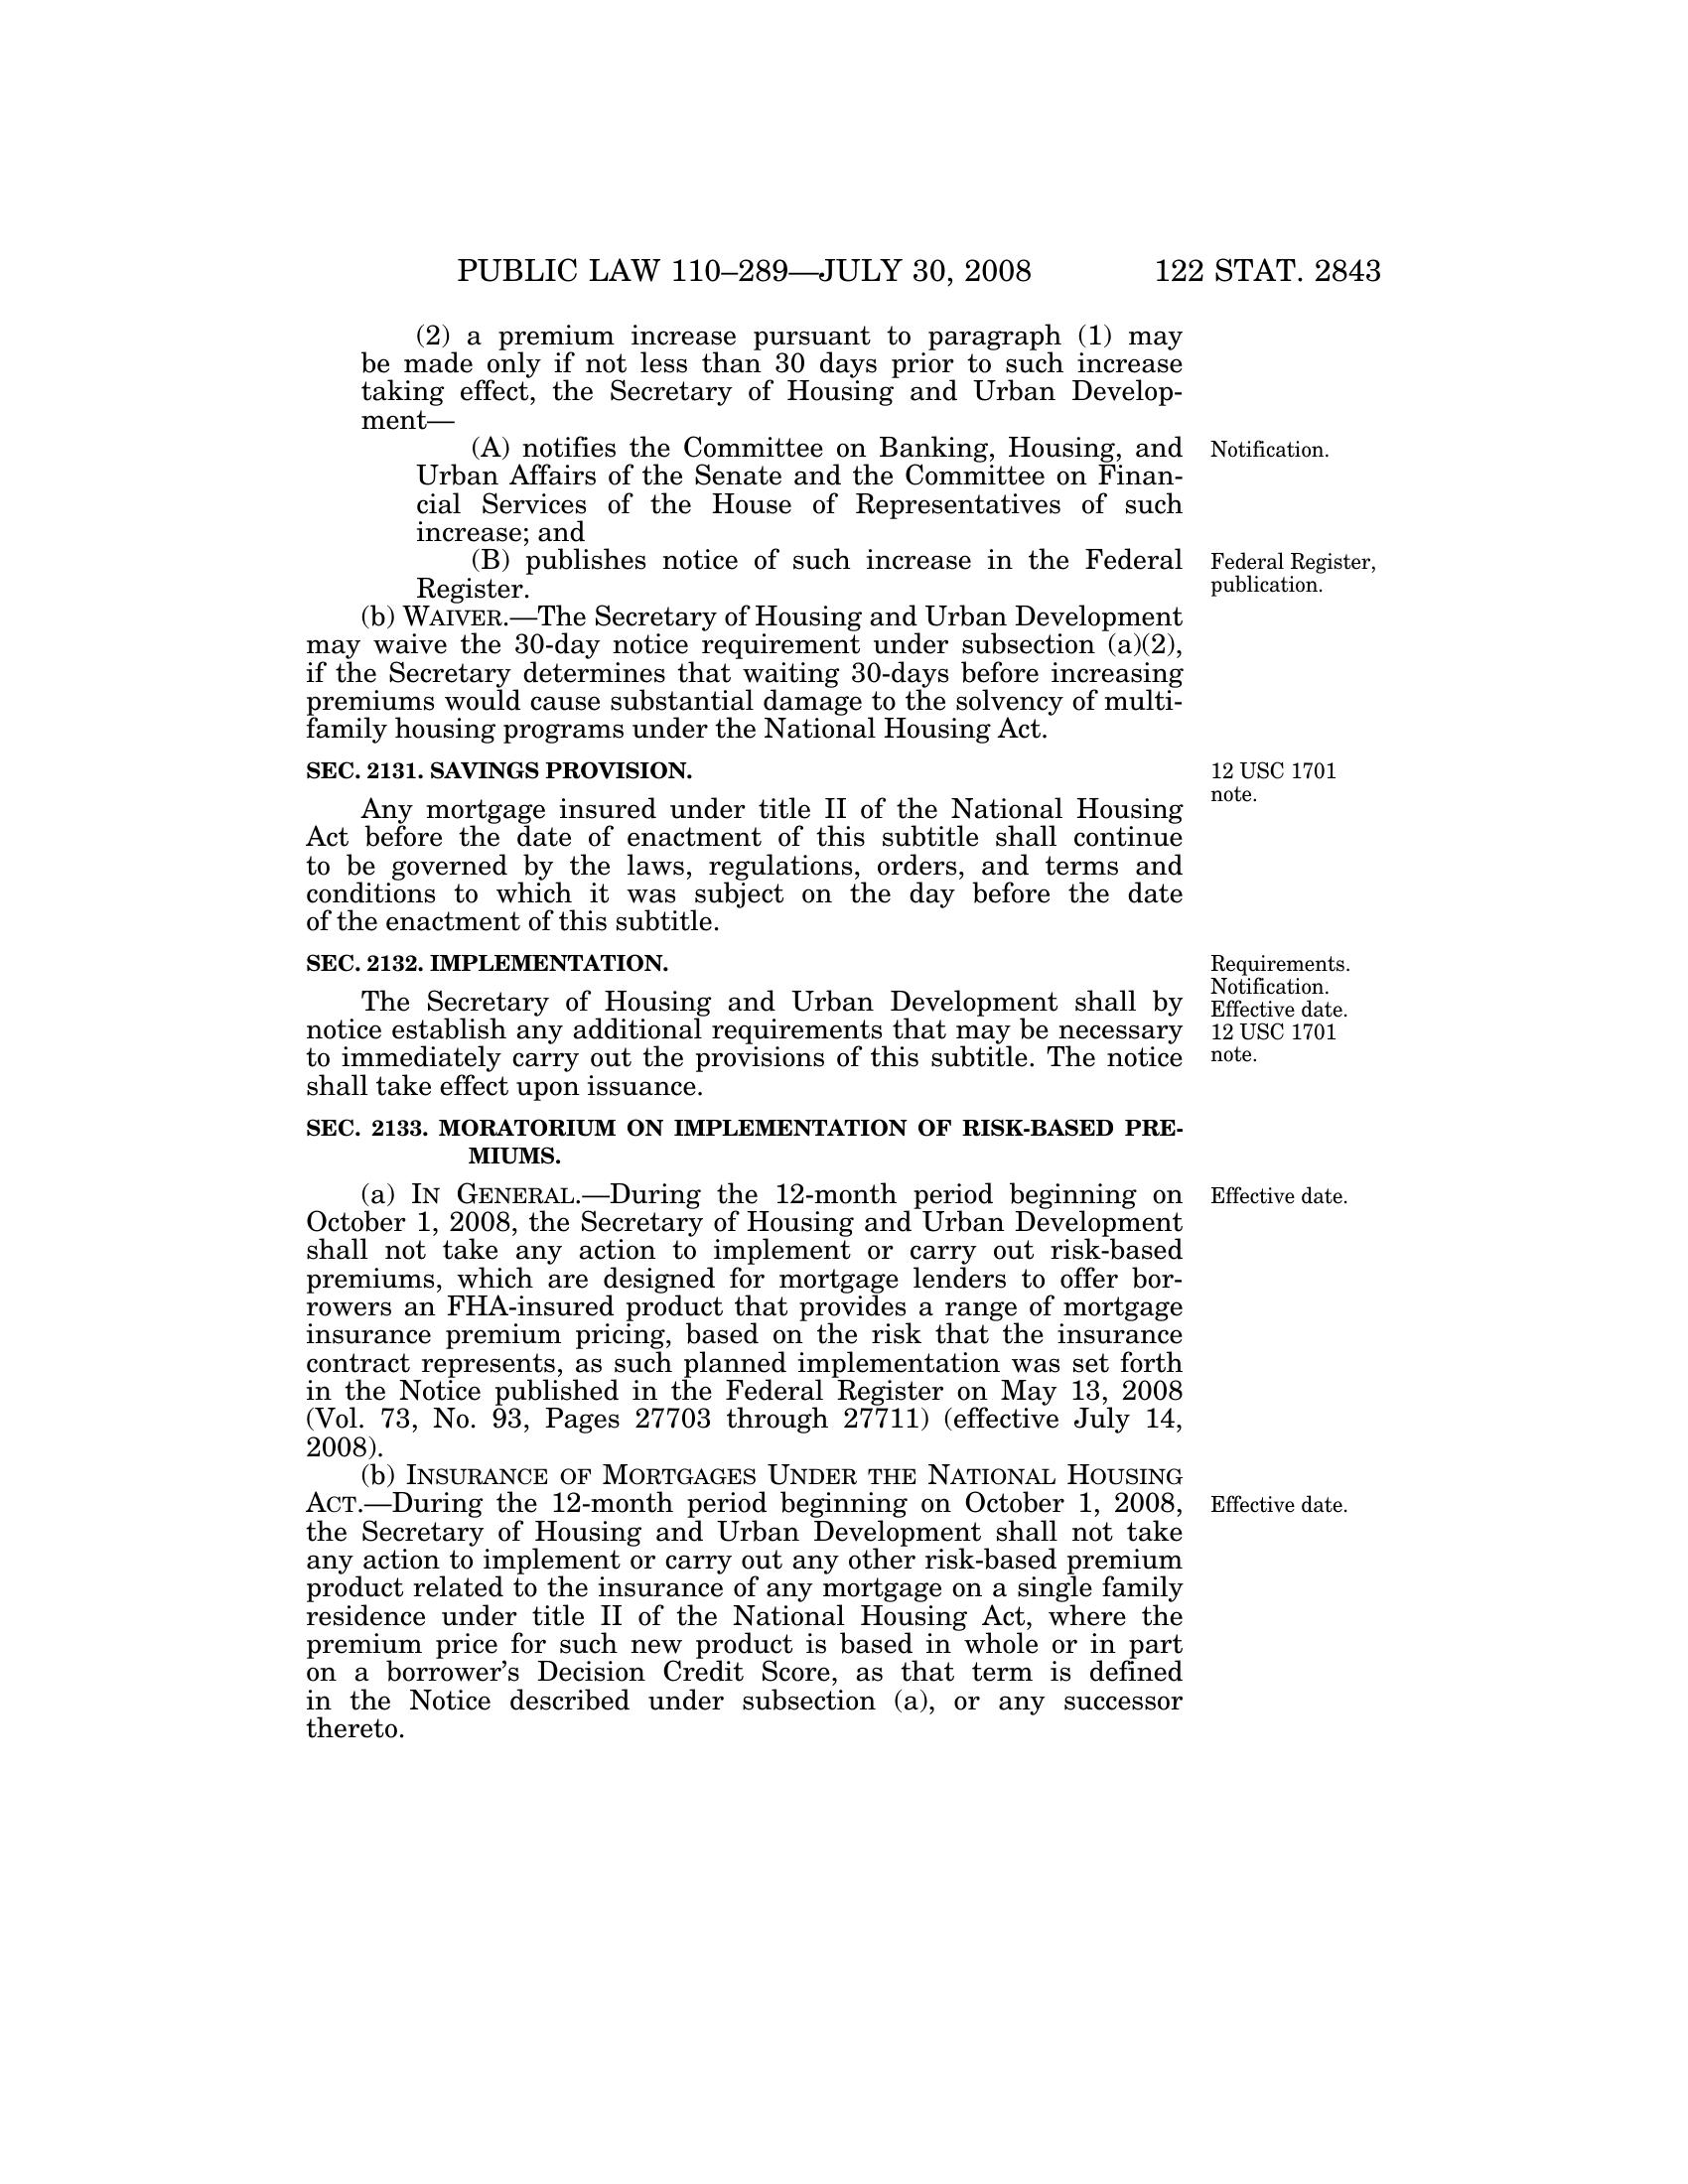 PUBLIC LAW 110–289—JULY 30, 2008 122 STAT. 2843
(2) a premium increase pursuant to paragraph (1) may
be made only if not less than 30 days prior to such increase
taking effect, the Secretary of Housing and Urban Develop-
ment—
(A) notifies the Committee on Banking, Housing, and
Urban Affairs of the Senate and the Committee on Finan-
cial Services of the House of Representatives of such
increase; and
Notification.
(B) publishes notice of such increase in the Federal
Register.
Federal Register,
publication.
(b) WAIVER.—The Secretary of Housing and Urban Development
may waive the 30-day notice requirement under subsection (a)(2),
if the Secretary determines that waiting 30-days before increasing
premiums would cause substantial damage to the solvency of multi-
family housing programs under the National Housing Act.
SEC. 2131. SAVINGS PROVISION.
12 USC 1701
note.
Any mortgage insured under title II of the National Housing
Act before the date of enactment of this subtitle shall continue
to be governed by the laws, regulations, orders, and terms and
conditions to which it was subject on the day before the date
of the enactment of this subtitle.
SEC. 2132. IMPLEMENTATION.
Requirements.
Notification.
Effective date.
12 USC 1701
note.
The Secretary of Housing and Urban Development shall by
notice establish any additional requirements that may be necessary
to immediately carry out the provisions of this subtitle. The notice
shall take effect upon issuance.
SEC. 2133. MORATORIUM ON IMPLEMENTATION OF RISK-BASED PRE-
MIUMS.
(a) IN GENERAL.—During the 12-month period beginning on
October 1, 2008, the Secretary of Housing and Urban Development
shall not take any action to implement or carry out risk-based
premiums, which are designed for mortgage lenders to offer bor-
rowers an FHA-insured product that provides a range of mortgage
insurance premium pricing, based on the risk that the insurance
contract represents, as such planned implementation was set forth
in the Notice published in the Federal Register on May 13, 2008
(Vol. 73, No. 93, Pages 27703 through 27711) (effective July 14,
2008).
Effective date.
(b) INSURANCE OF MORTGAGES UNDER THE NATIONAL HOUSING
ACT.—During the 12-month period beginning on October 1, 2008,
the Secretary of Housing and Urban Development shall not take
any action to implement or carry out any other risk-based premium
product related to the insurance of any mortgage on a single family
residence under title II of the National Housing Act, where the
premium price for such new product is based in whole or in part
on a borrower's Decision Credit Score, as that term is defined
in the Notice described under subsection (a), or any successor
thereto.
Effective date.